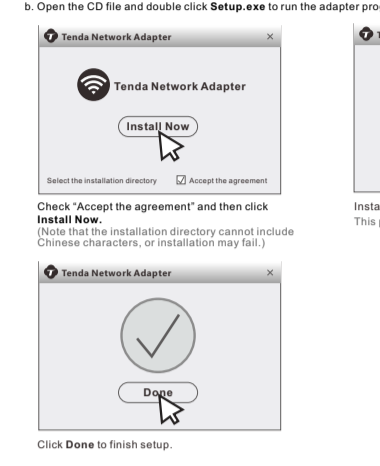 b. Open the CD file and double click Setup.exe to run the adapter
Tenda Network Adapter
Tenda Network Adapter
Install Now
Select the installation directory Accept the agreement
Check “Accept the agreement” and then click
Install Now.
(Note that the installation directory cannot include
Chinese characters, or installation may fail.)
This
Tenda Network Adapter
Done
Click Done to finish setup.